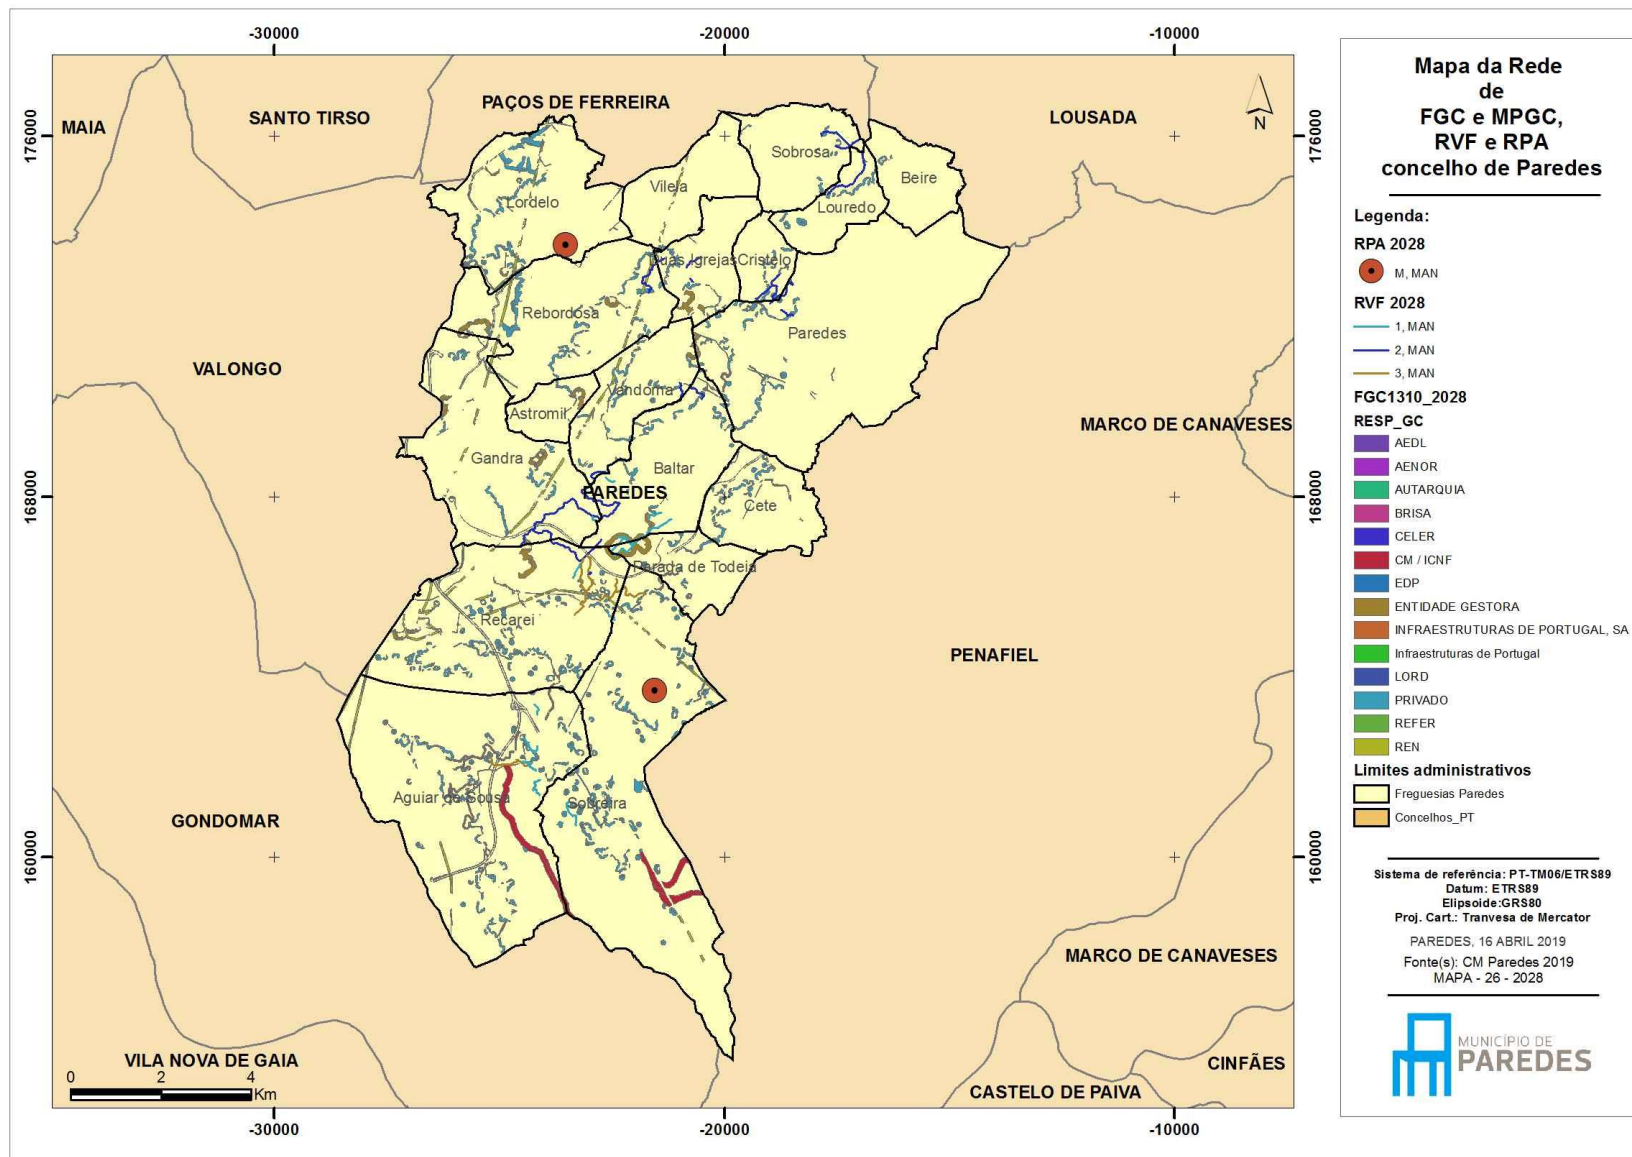 -30000
-20000
-10000
176000
168000
160000
176000
168000
160000
MAIA
SANTO TIRSO
PAÇOS DE FERREIRA
LOUSADA
VALONGO
MARCO DE CANAVESES
PENAFIEL
GONDOMAR
MARCO DE CANAVESES
VILA NOVA DE GAIA
CINFÃES
CASTELO DE PAIVA
N
Sobrosa
Beire
Vilela
Lordelo
Louredo
Duas Igrejas
Cristelo
Rebordosa
Paredes
Vandoma
Astromil
Gandra
Baltar
PAREDES
Cete
Parada de Todeia
Recarei
Aguiar de Sousa
Sobreira
0 2 4
Km
-30000
-20000
-10000
Mapa da Rede
de
FGC e MPGC,
RVF e RPA
concelho de Paredes
Legenda:
RPA 2028
M, MAN
RVF 2028
1, MAN
2, MAN
3, MAN
FGC1310_2028
RESP_GC
AEDL
AENOR
AUTARQUIA
BRISA
CELER
CM / ICNF
EDP
ENTIDADE GESTORA
INFRAESTRUTURAS DE PORTUGAL, SA
Infraestruturas de Portugal
LORD
PRIVADO
REFER
REN
Limites administrativos
Freguesias Paredes
Concelhos_PT
Sistema de referência: PT-TM06/ETRS89
Datum: ETRS89
Elipsoide:GRS80
Proj. Cart.: Tranvesa de Mercator
PAREDES, 16 ABRIL 2019
Fonte(s): CM Paredes 2019
MAPA - 26 - 2028
MUNICÍPIO DE
PAREDES